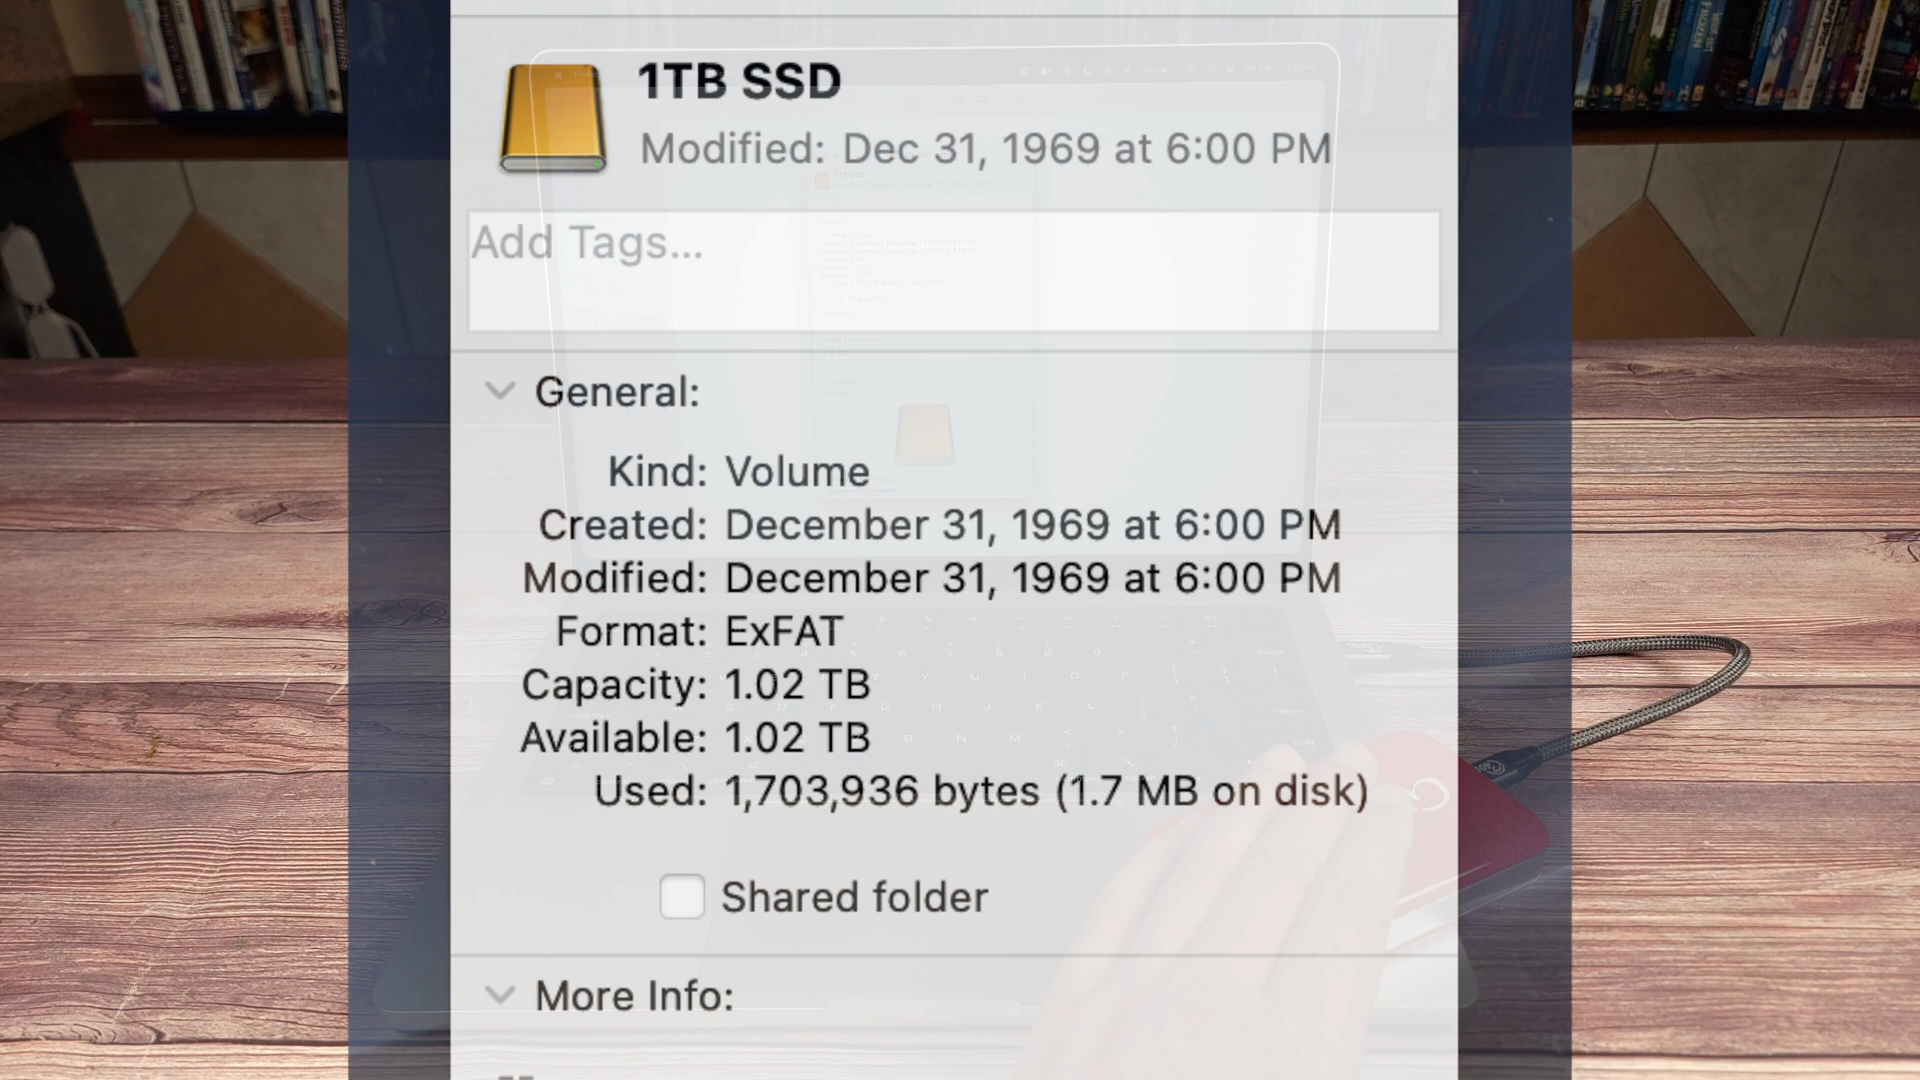 1TB SSD
Modified: Dec 31, 1969 at 6:00 PM
Add Tags...
General:
Kind: Volume
Created: December 31, 1969 at 6:00 PM
Modified: December 31, 1969 at 6:00 PM
Format: ExFAT
Capacity: 1.02 TB
Available: 1.02 TB
Used: 1,703,936 bytes (1.7 MB on disk)
Shared folder
More Info:
FROZEN